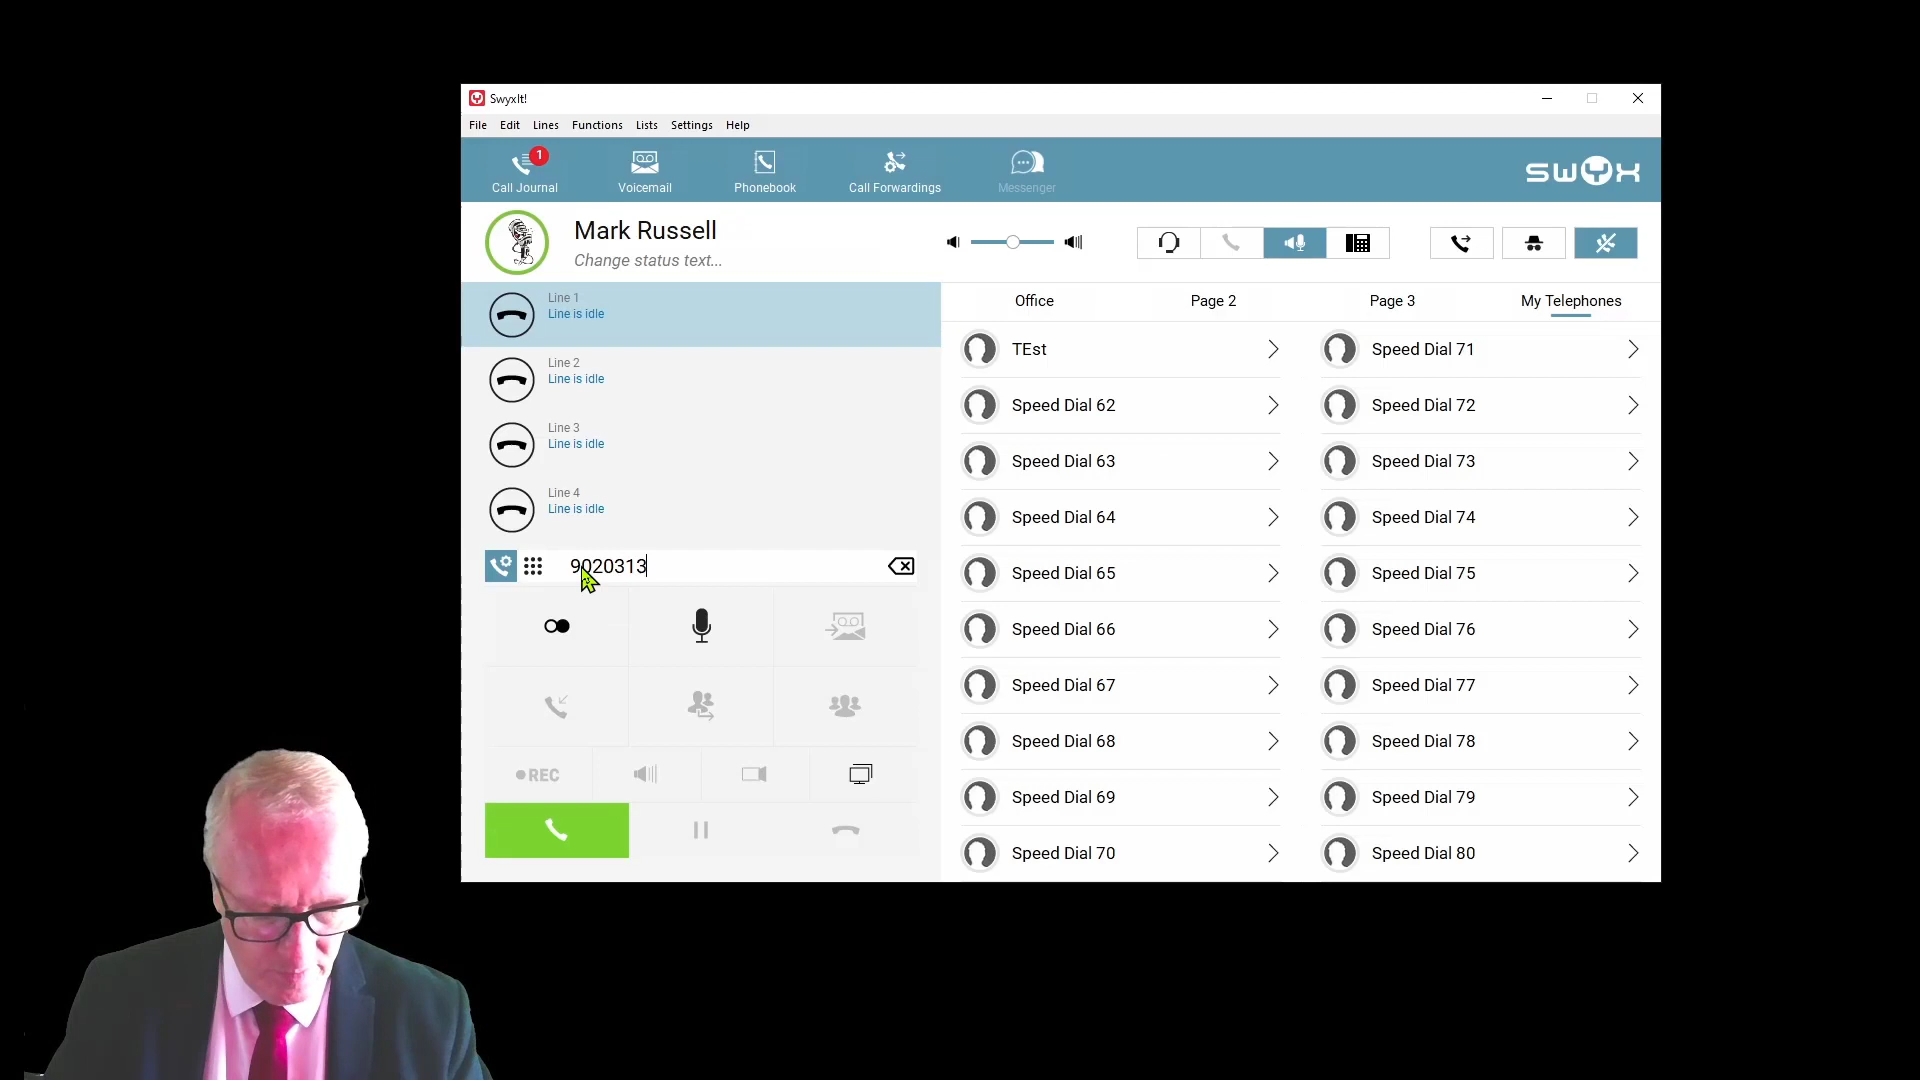 SwyxIt!
File Edit Lines Functions Lists Settings Help
1
Call Journal Voicemail Phonebook Call Forwardings Messenger
swyx
Mark Russell
Change status text...
Line 1
Line is idle
Line 2
Line is idle
Line 3
Line is idle
Line 4
Line is idle
9020313
REC
Office Page 2 Page 3 My Telephones
TEst Speed Dial 71
Speed Dial 62 Speed Dial 72
Speed Dial 63 Speed Dial 73
Speed Dial 64 Speed Dial 74
Speed Dial 65 Speed Dial 75
Speed Dial 66 Speed Dial 76
Speed Dial 67 Speed Dial 77
Speed Dial 68 Speed Dial 78
Speed Dial 69 Speed Dial 79
Speed Dial 70 Speed Dial 80